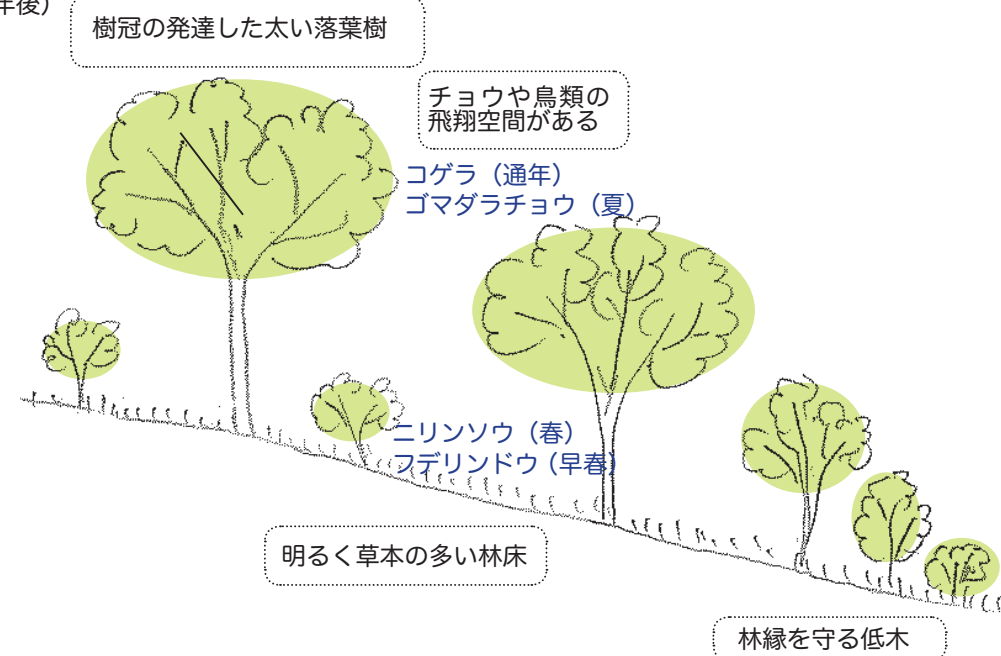 年後）
樹冠の発達した太い落葉樹
チョウや鳥類の
飛翔空間がある
コゲラ（通年）
ゴマダラチョウ（夏）
ニリンソウ（春）
フデリンドウ（早春）
明るく草本の多い林床
林縁を守る低木